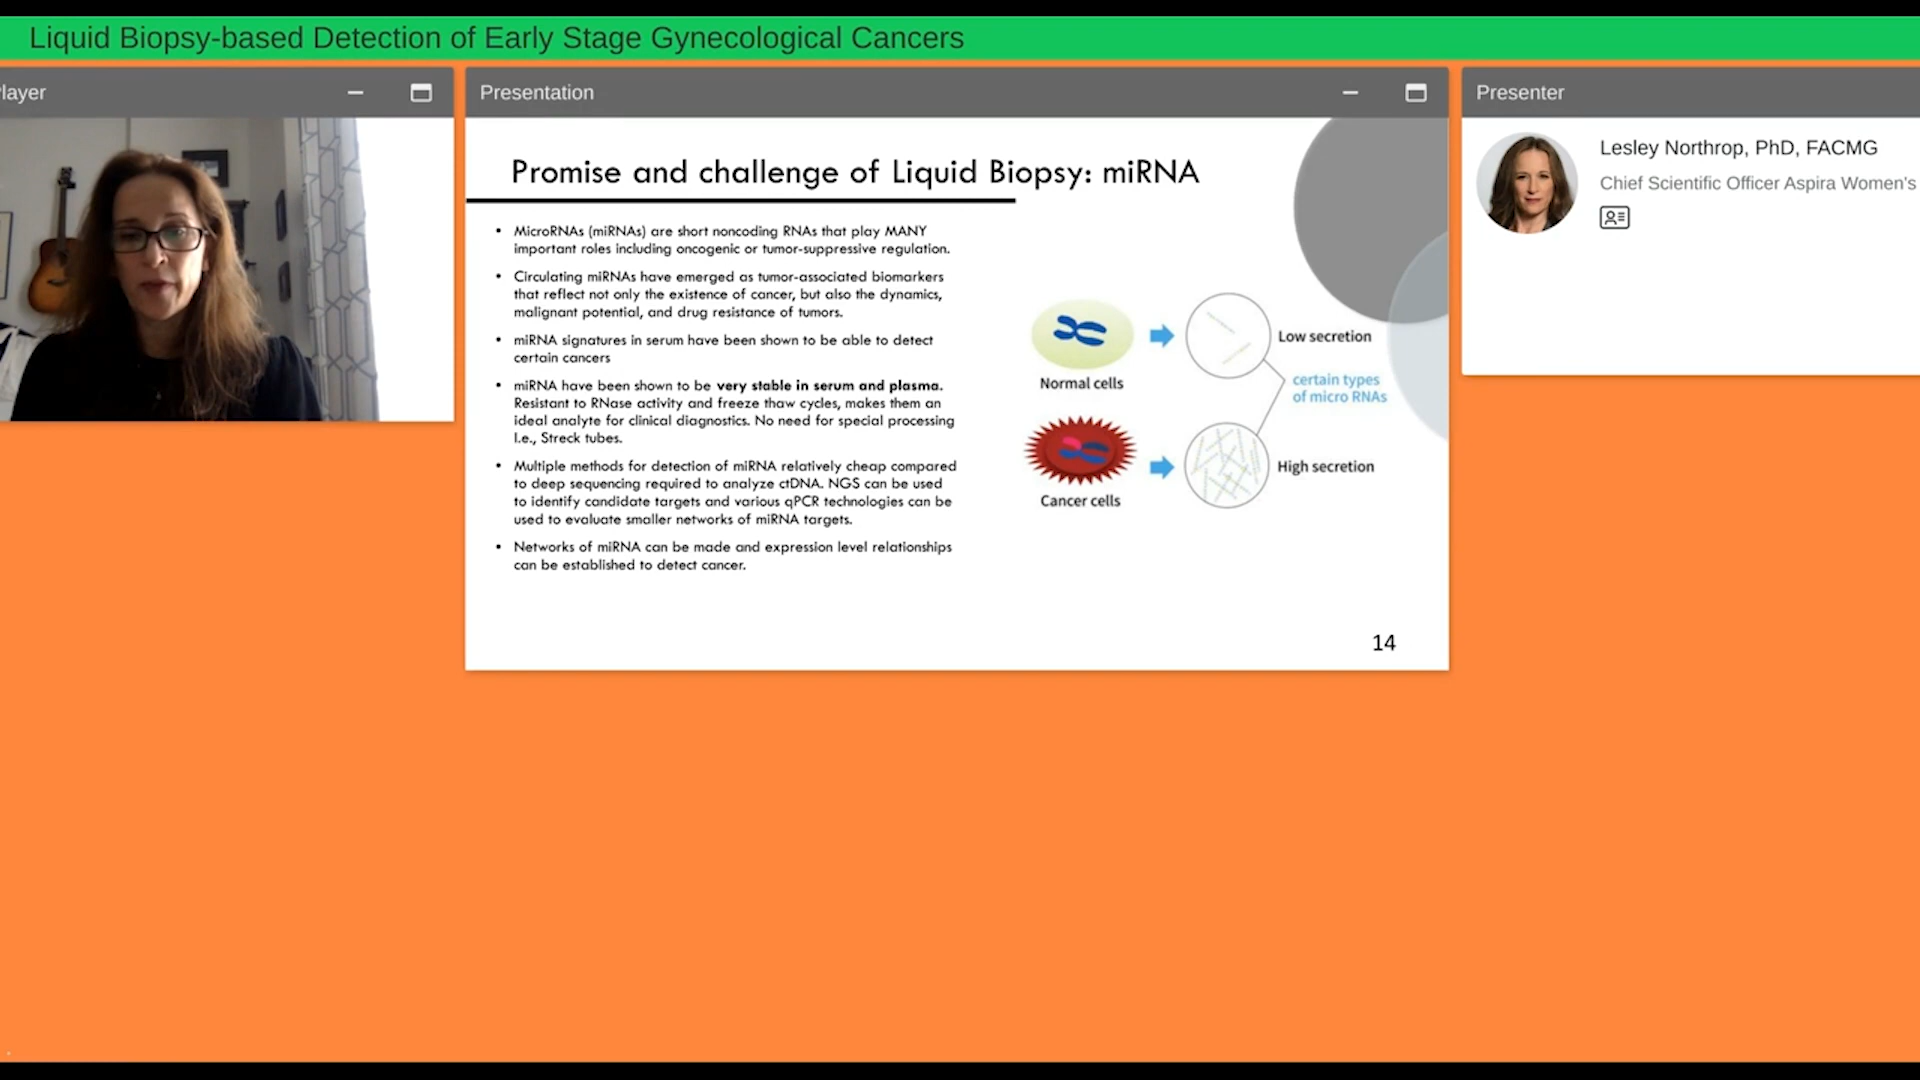 Liquid Biopsy-based Detection of Early Stage Gynecological Cancers
layer
Presentation
Presenter
Lesley Northrop, PhD, FACMG
Chief Scientific Officer Aspira Women's
Promise and challenge of Liquid Biopsy: miRNA
• MicroRNAs (miRNAs) are short noncoding RNAs that play MANY
important roles including oncogenic or tumor-suppressive regulation.
• Circulating miRNAs have emerged as tumor-associated biomarkers
that reflect not only the existence of cancer, but also the dynamics,
malignant potential, and drug resistance of tumors.
• miRNA signatures in serum have been shown to be able to detect
certain cancers
• miRNA have been shown to be very stable in serum and plasma.
Resistant to RNase activity and freeze thaw cycles, makes them an
ideal analyte for clinical diagnostics. No need for special processing
I.e., Streck tubes.
• Multiple methods for detection of miRNA relatively cheap compared
to deep sequencing required to analyze ctDNA. NGS can be used
to identify candidate targets and various qPCR technologies can be
used to evaluate smaller networks of miRNA targets.
• Networks of miRNA can be made and expression level relationships
can be established to detect cancer.
Normal cells
Low secretion
certain types
of micro RNAs
Cancer cells
High secretion
14